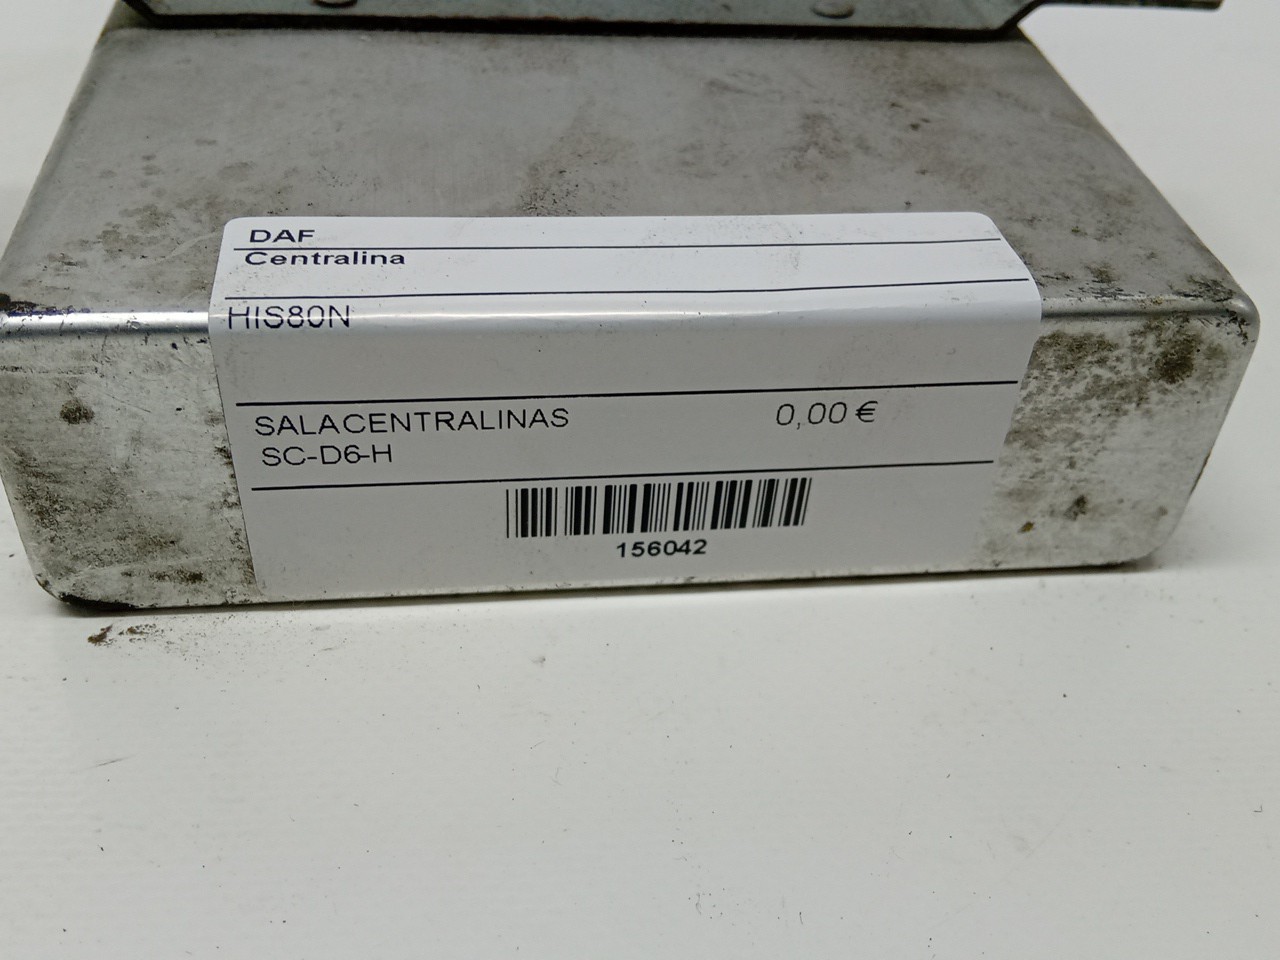 DAF
Centralina
HIS80N
SALACENTRALINAS 0,00 €
SC-D6-H
156042